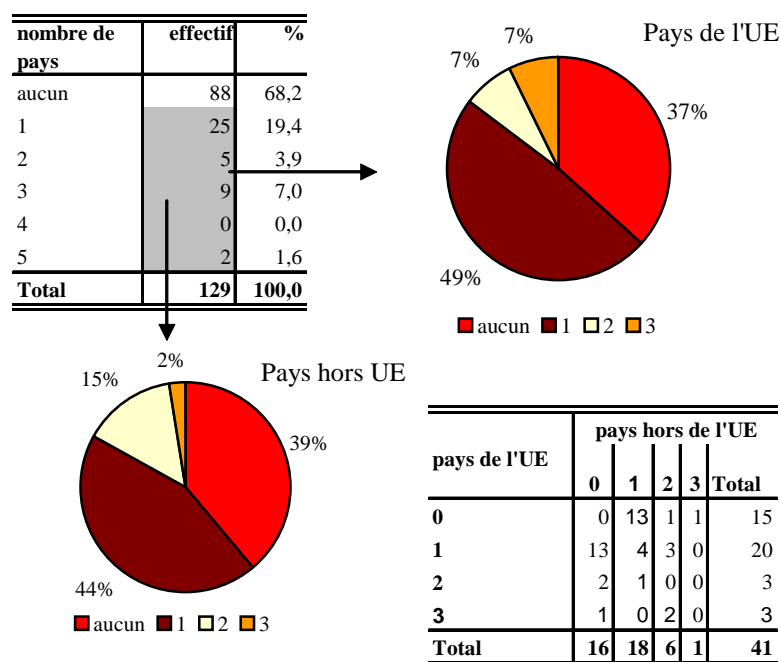 nombre de pays effectif %
aucun 88 68,2
1 25 19,4
2 5 3,9
3 9 7,0
4 0 0,0
5 2 1,6
Total 129 100,0
Pays de l'UE
7%
7%
37%
49%
aucun 1 2 3
Pays hors UE
2%
15%
39%
44%
aucun 1 2 3
pays de l'UE pays hors de l'UE
0 1 2 3 Total
0 0 13 1 1 15
1 13 4 3 0 20
2 2 1 0 0 3
3 1 0 2 0 3
Total 16 18 6 1 41